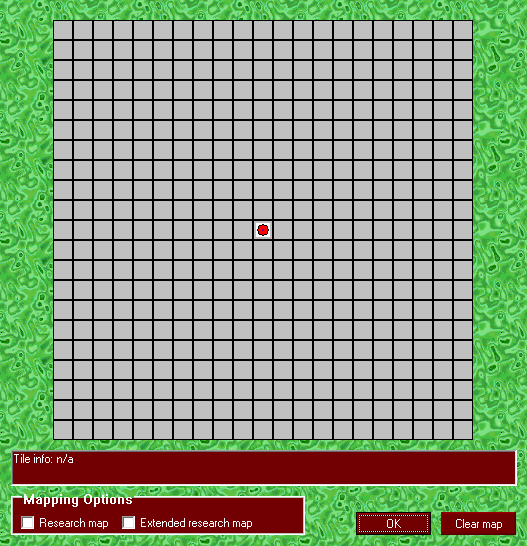 Tile info: n/a
Mapping Options
Research map
Extended research map
OK
Clear map